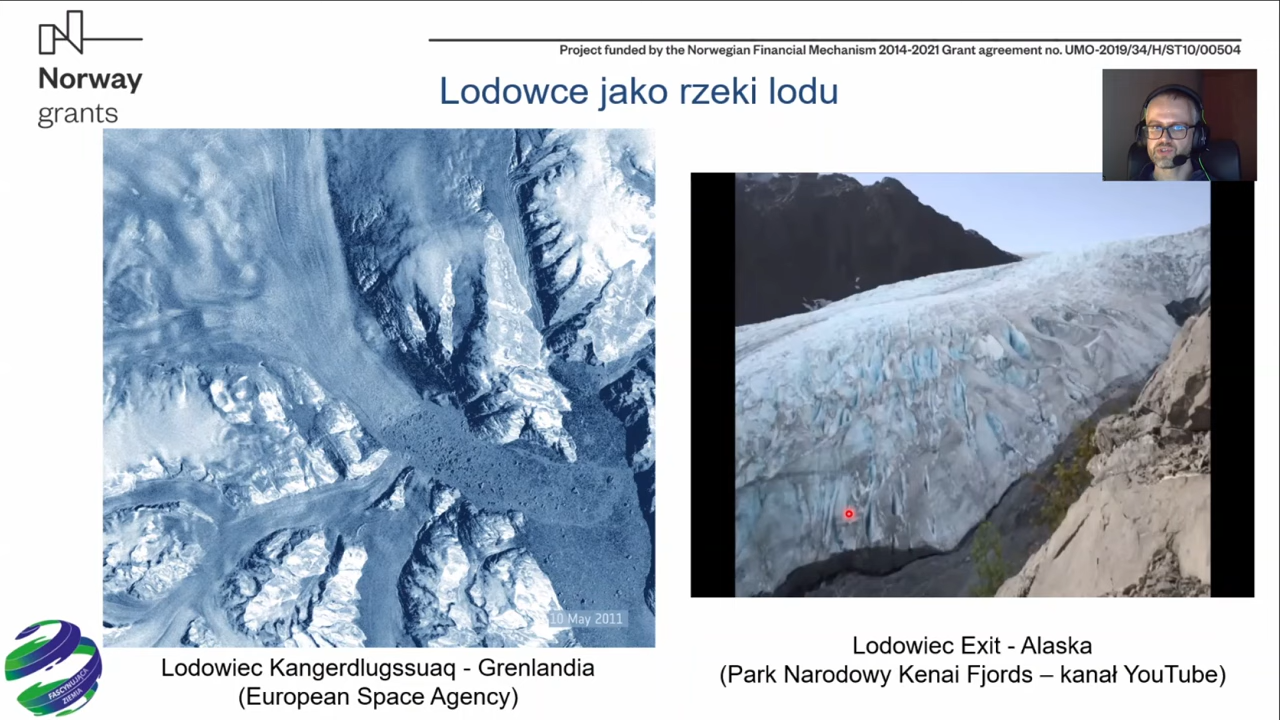 Norway
grants
Project funded by the Norwegian Financial Mechanism 2014-2021 Grant agreement no. UMO-2019/34/H/ST10/00504
Lodowce jako rzeki lodu
10 May 2011
Lodowiec Kangerdlugssuaq - Grenlandia
(European Space Agency)
Lodowiec Exit - Alaska
(Park Narodowy Kenai Fjords – kanał YouTube)
FASCYNUJĄCA
ZIEMIA